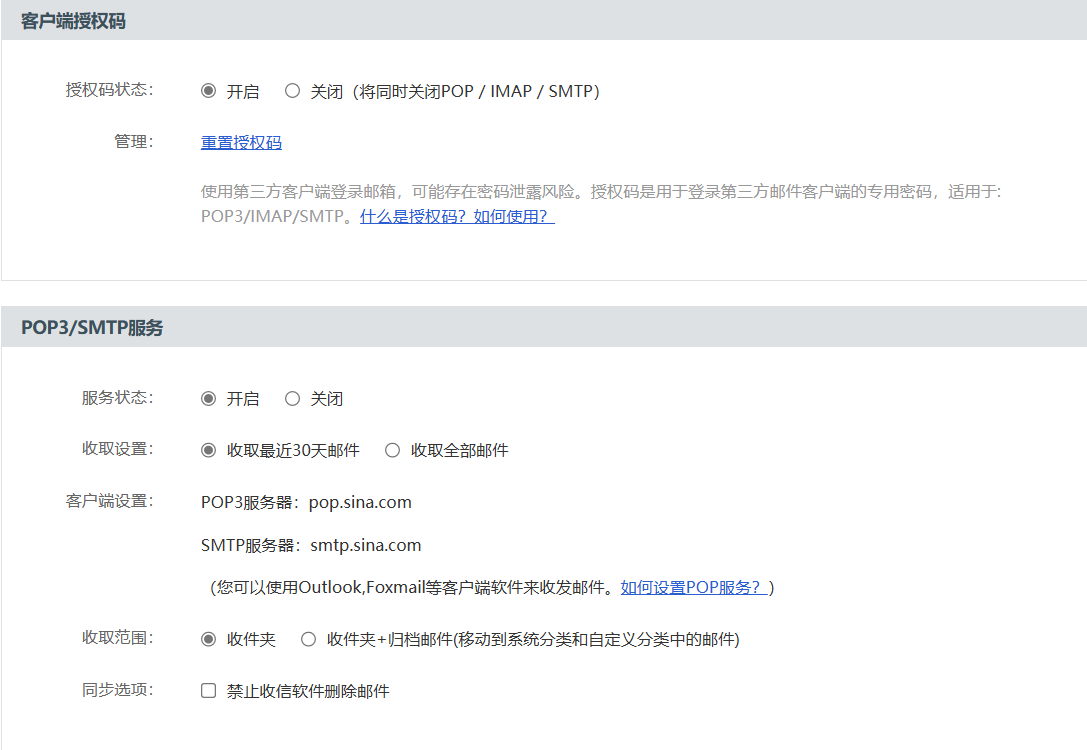 客户端授权码
授权码状态： 开启 关闭（将同时关闭POP / IMAP / SMTP）
管理： 重置授权码
使用第三方客户端登录邮箱，可能存在密码泄露风险。授权码是用于登录第三方邮件客户端的专用密码，适用于：
POP3/IMAP/SMTP。什么是授权码？如何使用？
POP3/SMTP服务
服务状态： 开启 关闭
收取设置： 收取最近30天邮件 收取全部邮件
客户端设置： POP3服务器：pop.sina.com
SMTP服务器：smtp.sina.com
（您可以使用Outlook,Foxmail等客户端软件来收发邮件。如何设置POP服务？）
收取范围： 收件夹 收件夹+归档邮件(移动到系统分类和自定义分类中的邮件)
同步选项： 禁止收信软件删除邮件